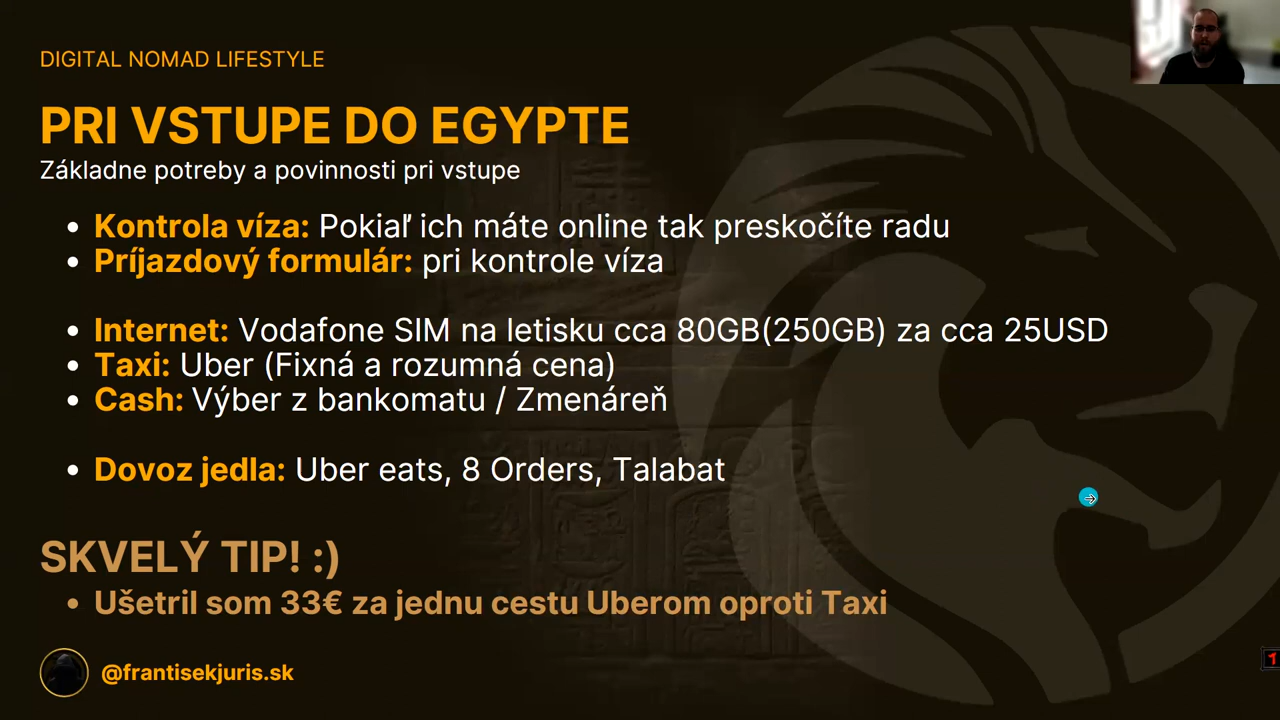 DIGITAL NOMAD LIFESTYLE
PRI VSTUPE DO EGYPTE
Základne potreby a povinnosti pri vstupe
• Kontrola víza: Pokiaľ ich máte online tak preskočíte radu
• Príjazdový formulár: pri kontrole víza
• Internet: Vodafone SIM na letisku cca 80GB(250GB) za cca 25USD
• Taxi: Uber (Fixná a rozumná cena)
• Cash: Výber z bankomatu / Zmenáreň
• Dovoz jedla: Uber eats, 8 Orders, Talabat
SKVELÝ TIP! :)
• Ušetril som 33€ za jednu cestu Uberom oproti Taxi
@frantisekjuris.sk
1